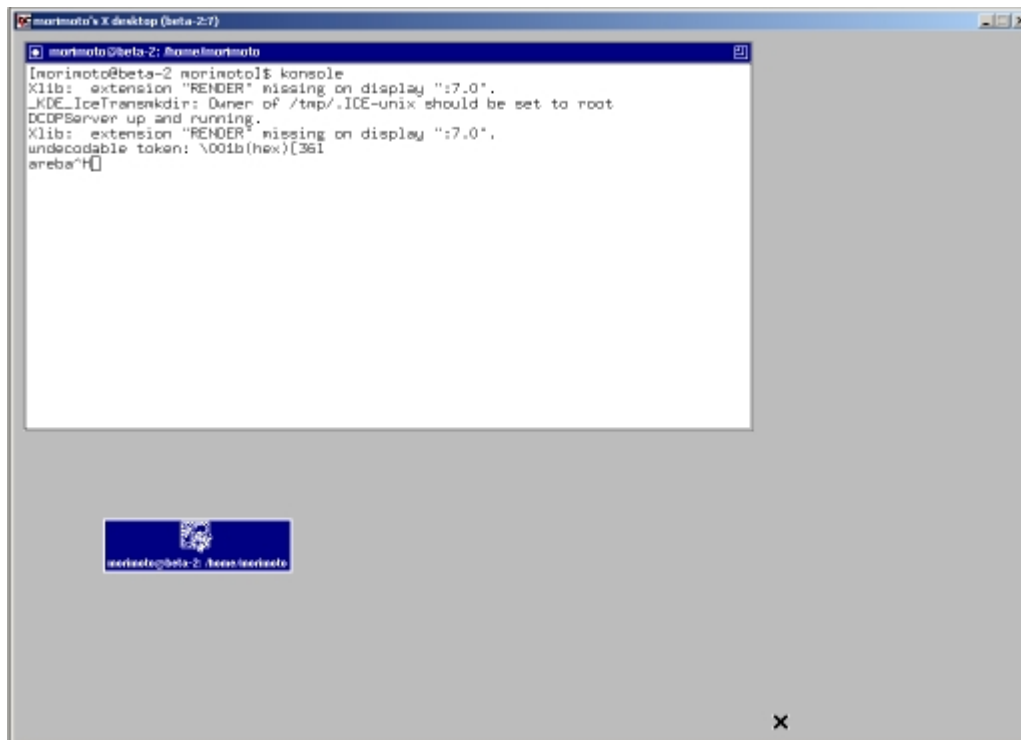 morimoto's X desktop (beta-2:7)
morimoto@beta-2: /home/morimoto
[morimoto@beta-2 morimoto]$ konsole
Xlib:  extension "RENDER" missing on display ":7.0".
_KDE_IceTransmkdir: Owner of /tmp/.ICE-unix should be set to root
DCOPServer up and running.
Xlib:  extension "RENDER" missing on display ":7.0".
undecodable token: \001b(hex)[361
areba^H
morimoto@beta-2: /home/morimoto